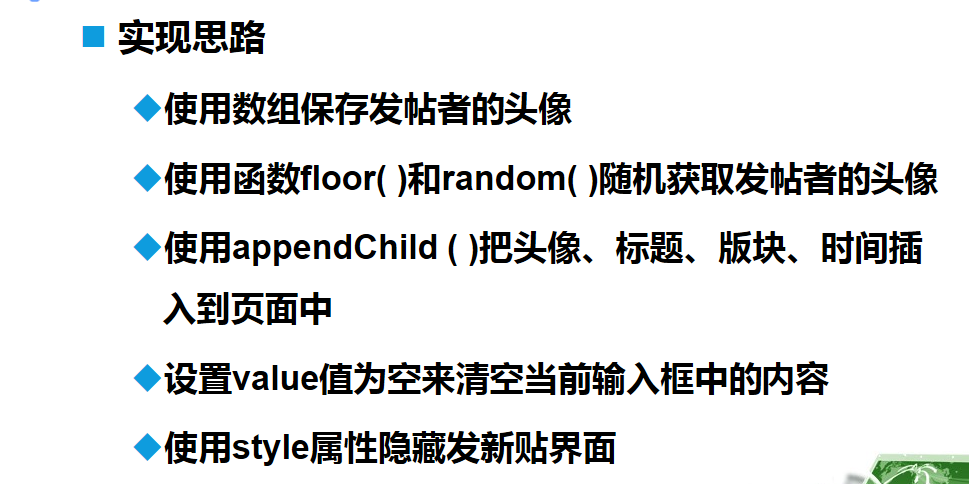 实现思路
使用数组保存发帖者的头像
使用函数floor( )和random( )随机获取发帖者的头像
使用appendChild ( )把头像、标题、版块、时间插
入到页面中
设置value值为空来清空当前输入框中的内容
使用style属性隐藏发新贴界面